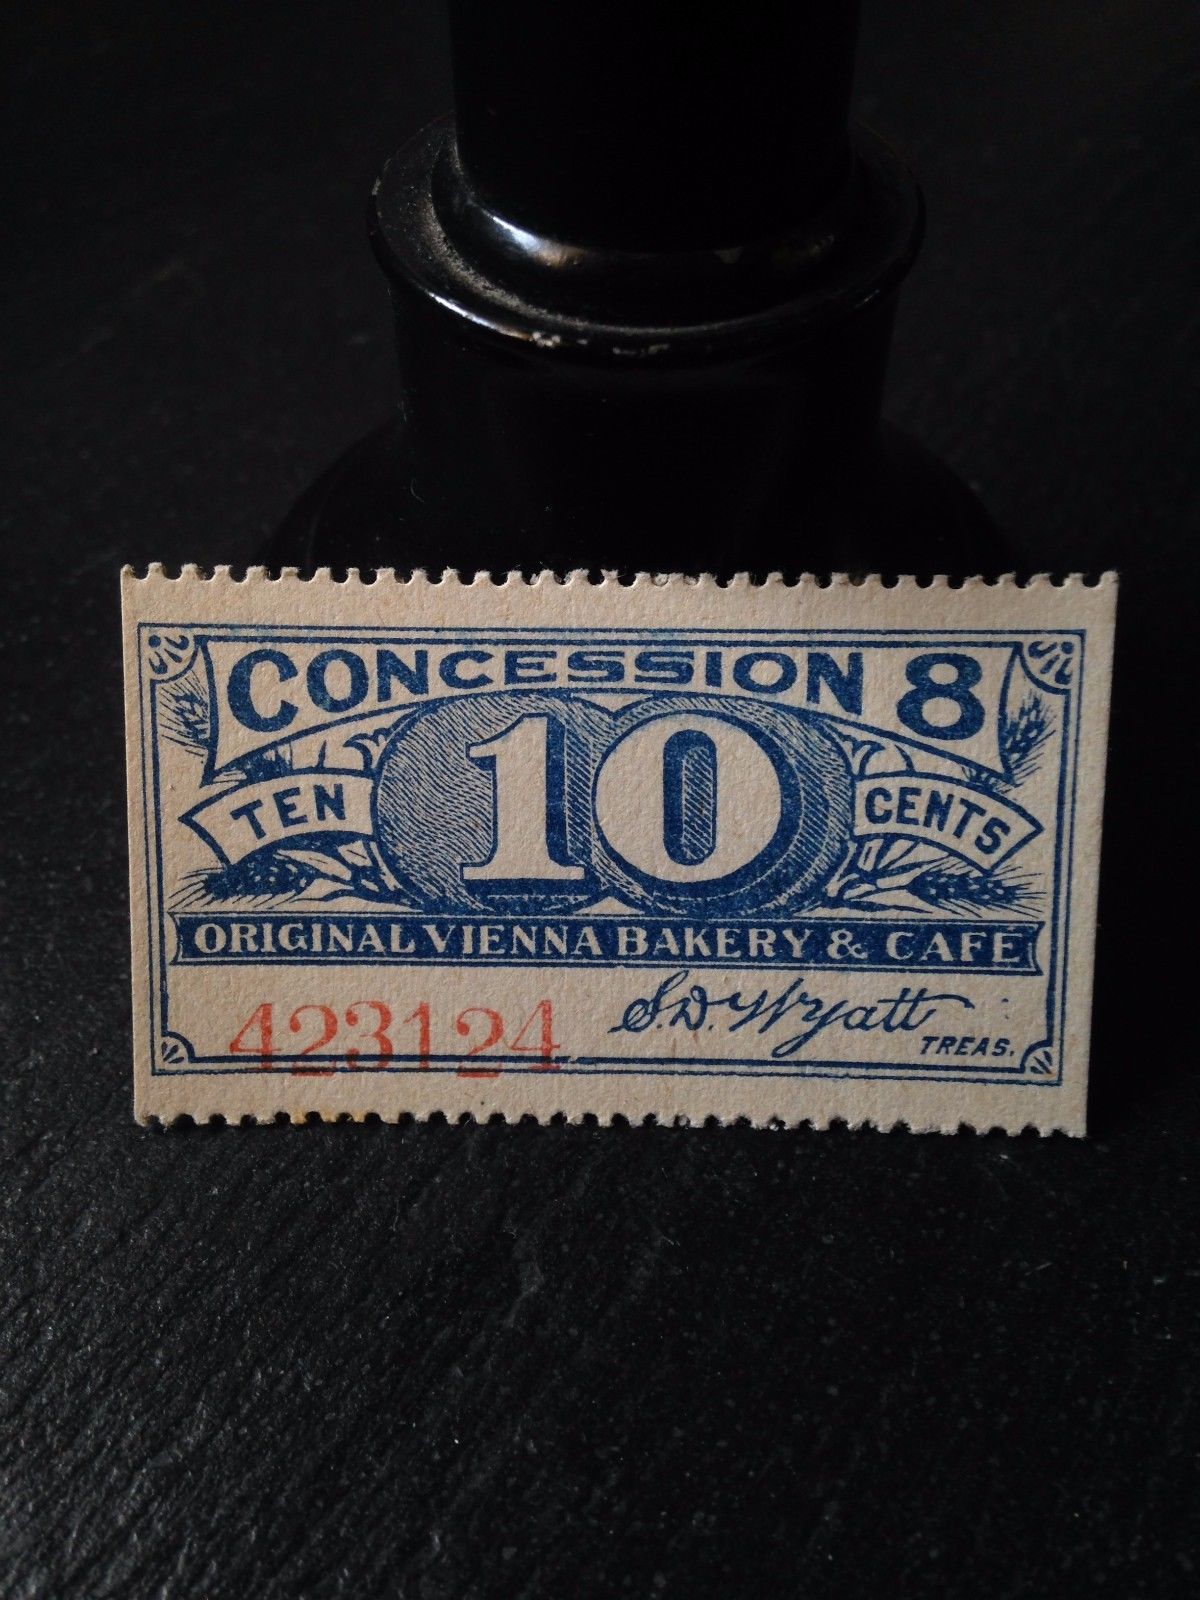 CONCESSION 8
TEN 10 CENTS
ORIGINAL VIENNA BAKERY & CAFÉ
423124 S.D. Wyatt
TREAS.